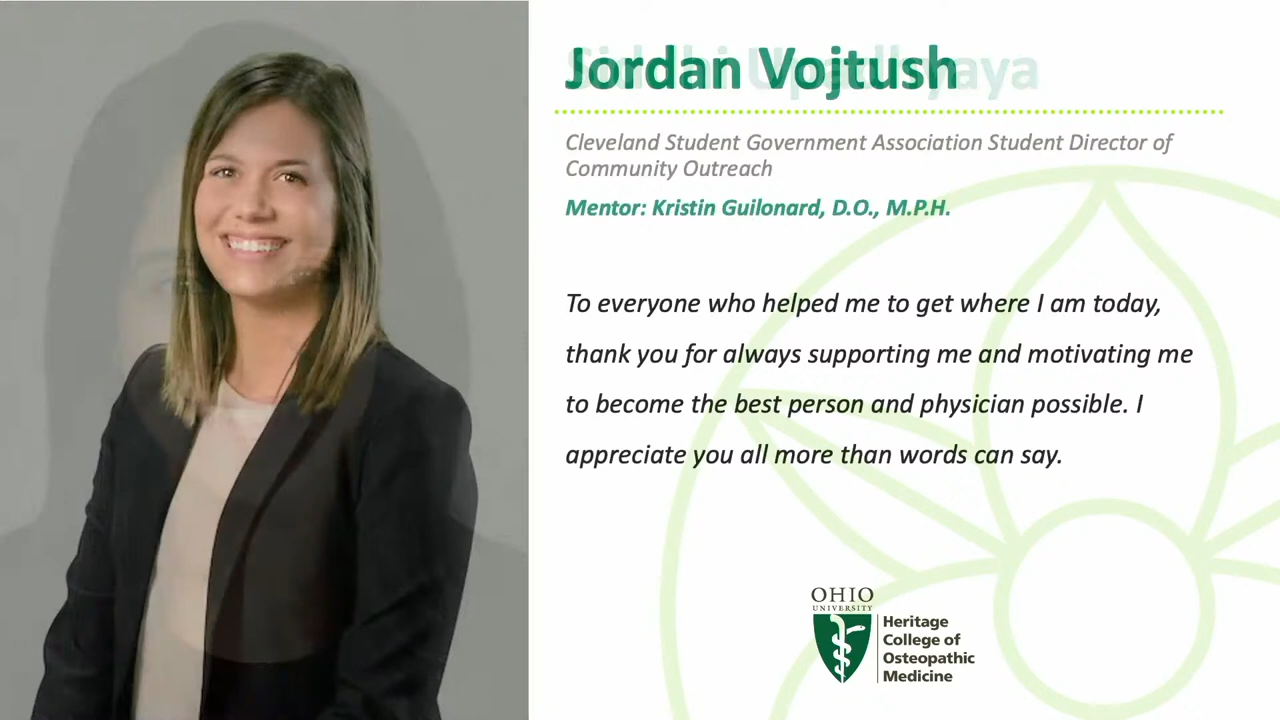 Jordan Vojtush
Cleveland Student Government Association Student Director of
Community Outreach
Mentor: Kristin Guilonard, D.O., M.P.H.
To everyone who helped me to get where I am today,
thank you for always supporting me and motivating me
to become the best person and physician possible. I
appreciate you all more than words can say.
OHIO
UNIVERSITY
Heritage
College of
Osteopathic
Medicine